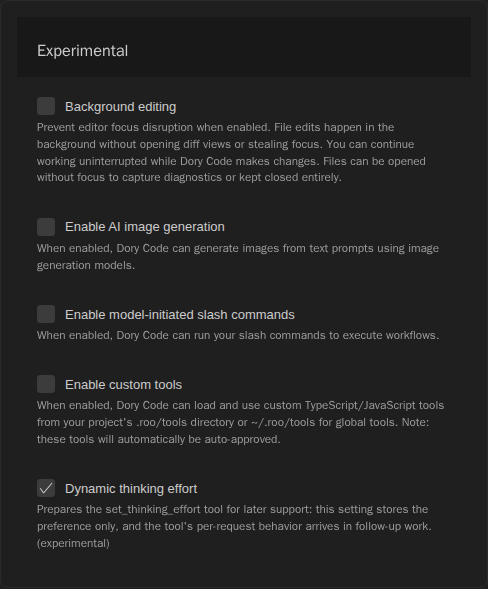 Experimental
Background editing
Prevent editor focus disruption when enabled. File edits happen in the
background without opening diff views or stealing focus. You can continue
working uninterrupted while Dory Code makes changes. Files can be opened
without focus to capture diagnostics or kept closed entirely.
Enable AI image generation
When enabled, Dory Code can generate images from text prompts using image
generation models.
Enable model-initiated slash commands
When enabled, Dory Code can run your slash commands to execute workflows.
Enable custom tools
When enabled, Dory Code can load and use custom TypeScript/JavaScript tools
from your project's .roo/tools directory or ~/.roo/tools for global tools. Note:
these tools will automatically be auto-approved.
Dynamic thinking effort
Prepares the set_thinking_effort tool for later support: this setting stores the
preference only, and the tool's per-request behavior arrives in follow-up work.
(experimental)